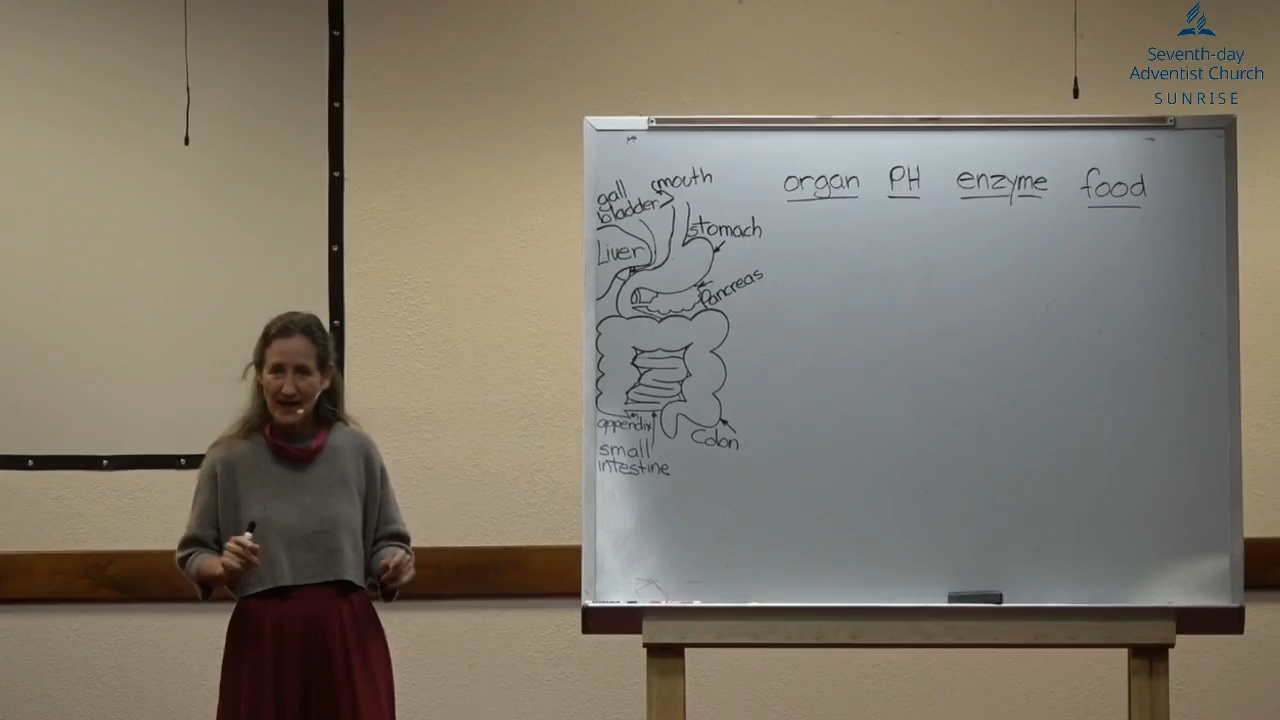 Seventh-day
Adventist Church
SUNRISE
organ PH enzyme food
mouth
gall
bladder
stomach
Liver
Pancreas
appendix
Colon
small
intestine